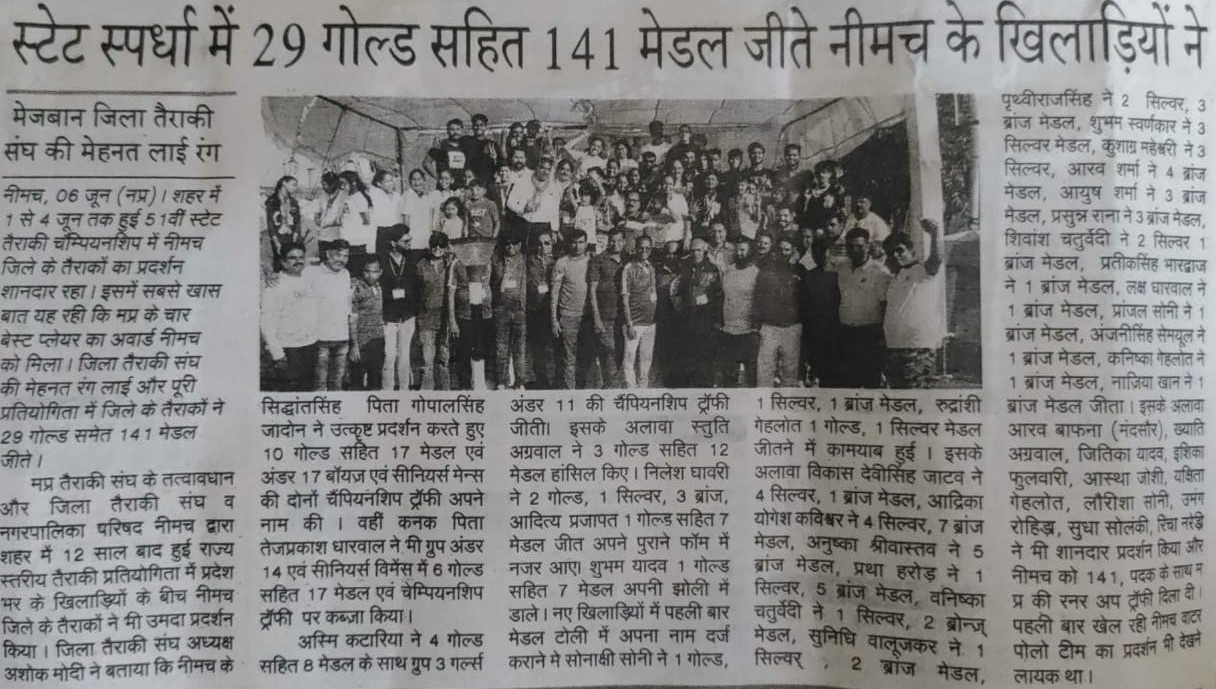 स्टेट स्पर्धा में 29 गोल्ड सहित 141 मेडल जीते नीमच के खिलाड़ियों ने
मेजबान जिला तैराकी
संघ की मेहनत लाई रंग
नीमच, 06 जून (नप्र)। शहर में
1 से 4 जून तक हुई 51वीं स्टेट
तैराकी चैम्पियनशिप में नीमच
जिले के तैराकों का प्रदर्शन
शानदार रहा। इसमें सबसे खास
बात यह रही कि मप्र के चार
बेस्ट प्लेयर का अवार्ड नीमच
को मिला। जिला तैराकी संघ
की मेहनत रंग लाई और पूरी
प्रतियोगिता में जिले के तैराकों ने
29 गोल्ड समेत 141 मेडल
जीते।
मप्र तैराकी संघ के तत्वावधान
और जिला तैराकी संघ व
नगरपालिका परिषद नीमच द्वारा
शहर में 12 साल बाद हुई राज्य
स्तरीय तैराकी प्रतियोगिता में प्रदेश
भर के खिलाड़ियों के बीच नीमच
जिले के तैराकों ने भी उमदा प्रदर्शन
किया। जिला तैराकी संघ अध्यक्ष
अशोक मोदी ने बताया कि नीमच के
सिद्धांतसिंह पिता गोपालसिंह
जादोन ने उत्कृष्ट प्रदर्शन करते हुए
10 गोल्ड सहित 17 मेडल एवं
अंडर 17 बॉयज एवं सीनियर्स मेन्स
की दोनों चैंपियनशिप ट्रॉफी अपने
नाम की । वहीं कनक पिता
तेजप्रकाश धारवाल ने भी ग्रुप अंडर
14 एवं सीनियर्स विमेंस में 6 गोल्ड
सहित 17 मेडल एवं चेम्पियनशिप
ट्रॉफी पर कब्ज़ा किया।
अस्मि कटारिया ने 4 गोल्ड
सहित 8 मेडल के साथ ग्रुप 3 गर्ल्स
अंडर 11 की चैंपियनशिप ट्रॉफी
जीती। इसके अलावा स्तुति
अग्रवाल ने 3 गोल्ड सहित 12
मेडल हांसिल किए। निलेश घावरी
ने 2 गोल्ड, 1 सिल्वर, 3 ब्रांज,
आदित्य प्रजापत 1 गोल्ड सहित 7
मेडल जीत अपने पुराने फॉम में
नजर आएं। शुभम यादव 1 गोल्ड
सहित 7 मेडल अपनी झोली में
डाले। नए खिलाड़ियों में पहली बार
मेडल टोली में अपना नाम दर्ज
कराने मे सोनाक्षी सोनी ने 1 गोल्ड,
1 सिल्वर, 1 ब्रांज मेडल, रुद्रांशी
गेहलोत 1 गोल्ड, 1 सिल्वर मेडल
जीतने में कामयाब हुई । इसके
अलावा विकास देवीसिंह जाटव ने
4 सिल्वर, 1 ब्रांज मेडल, आद्रिका
योगेश कविश्वर ने 4 सिल्वर, 7 ब्रांज
मेडल, अनुष्का श्रीवास्तव ने 5
ब्रांज मेडल, प्रथा हरोड़ ने 1
सिल्वर, 5 ब्रांज मेडल, वनिष्का
चतुर्वेदी ने 1 सिल्वर, 2 ब्रोन्ज्
मेडल, सुनिधि वालूजकर ने 1
सिल्वर , 2 ब्रांज मेडल,
पृथ्वीराजसिंह ने 2 सिल्वर, 3
ब्रांज मेडल, शुभम स्वर्णकार ने 3
सिल्वर मेडल, कुशाग्र महेश्वरी ने 3
सिल्वर, आरव शर्मा ने 4 ब्रांज
मेडल, आयुष शर्मा ने 3 ब्रांज
मेडल, प्रसुन्न राना ने 3 ब्रोज मेडल,
शिवांश चतुर्वेदी ने 2 सिल्वर 1
ब्रांज मेडल, प्रतीकसिंह भारद्वाज
ने 1 ब्रांज मेडल, लक्ष धारवाल ने
1 ब्रांज मेडल, प्रांजल सोनी ने 1
ब्रांज मेडल, अंजनीसिंह सेमयूल ने
1 ब्रांज मेडल, कनिष्का गेहलोत ने
1 ब्रांज मेडल, नाजिया खान ने 1
ब्रांज मेडल जीता। इसके अलावा
आरव बाफना (मंदसौर), ख्याति
अग्रवाल, जितिका यादव, इशिका
फुलवारी, आस्था जोशी, दक्षिता
गेहलोत, लौरीशा सोनी, उमंग
रोहिड़ा, सुधा सोलंकी, रिचा नरेड़ी
ने भी शानदार प्रदर्शन किया और
नीमच को 141, पदक के साथ म
प्र की रनर अप ट्रॉफी दिला दी।
पहली बार खेल रही नीमच वाटर
पोलो टीम का प्रदर्शन भी देखने
लायक था।